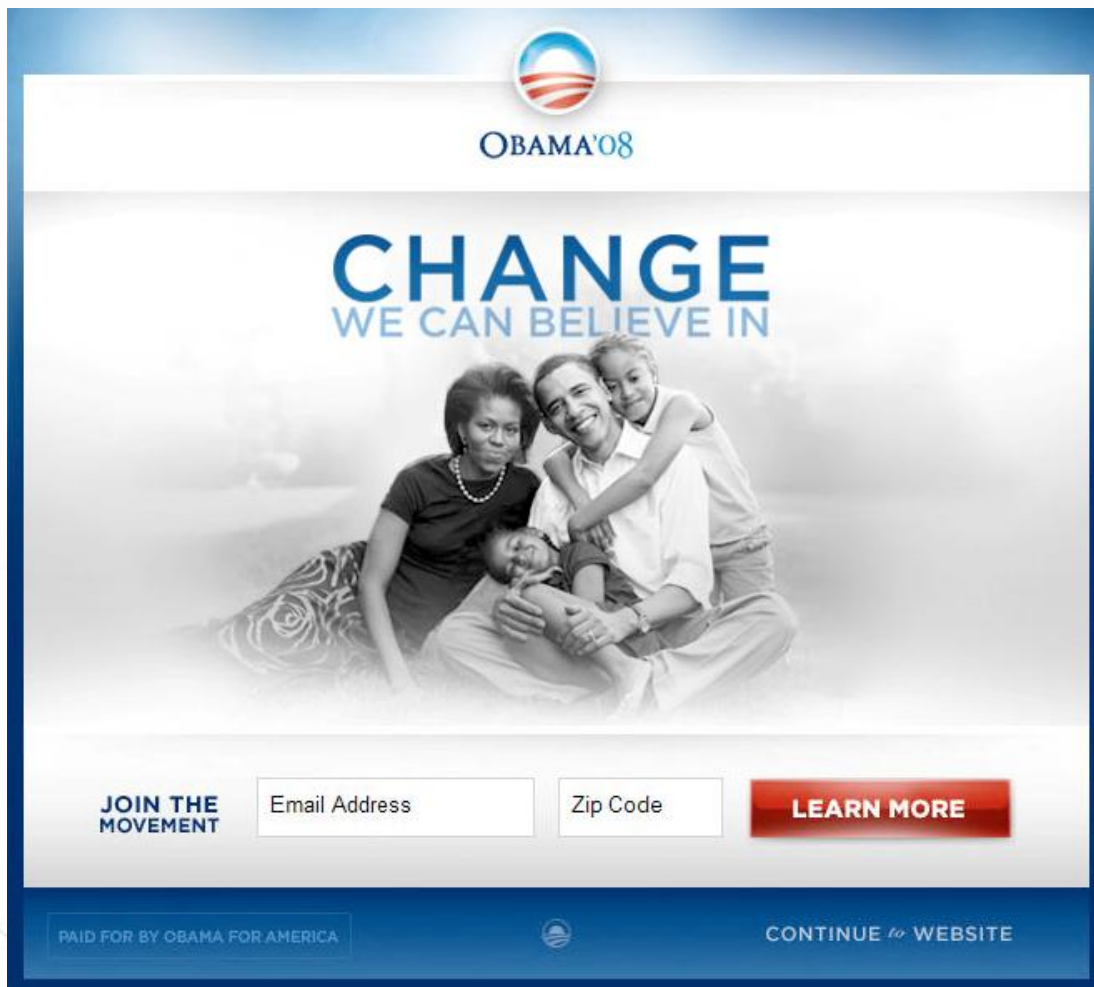 OBAMA'08
CHANGE
WE CAN BELIEVE IN
JOIN THE
MOVEMENT
Email Address
Zip Code
LEARN MORE
PAID FOR BY OBAMA FOR AMERICA
CONTINUE to WEBSITE